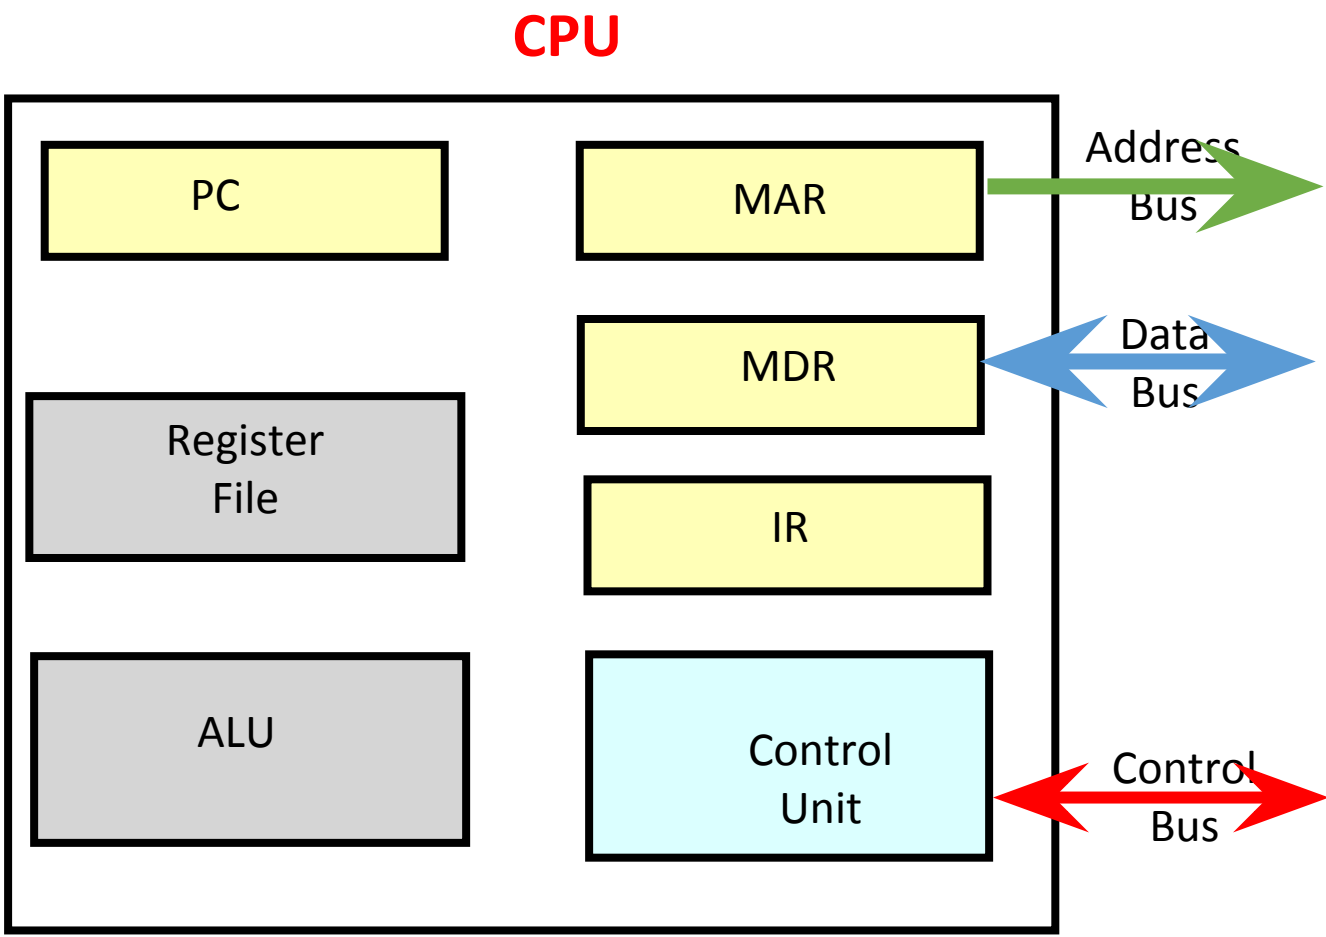 CPU
PC
MAR
Address
Bus
MDR
Data
Bus
Register
File
IR
ALU
Control
Unit
Control
Bus